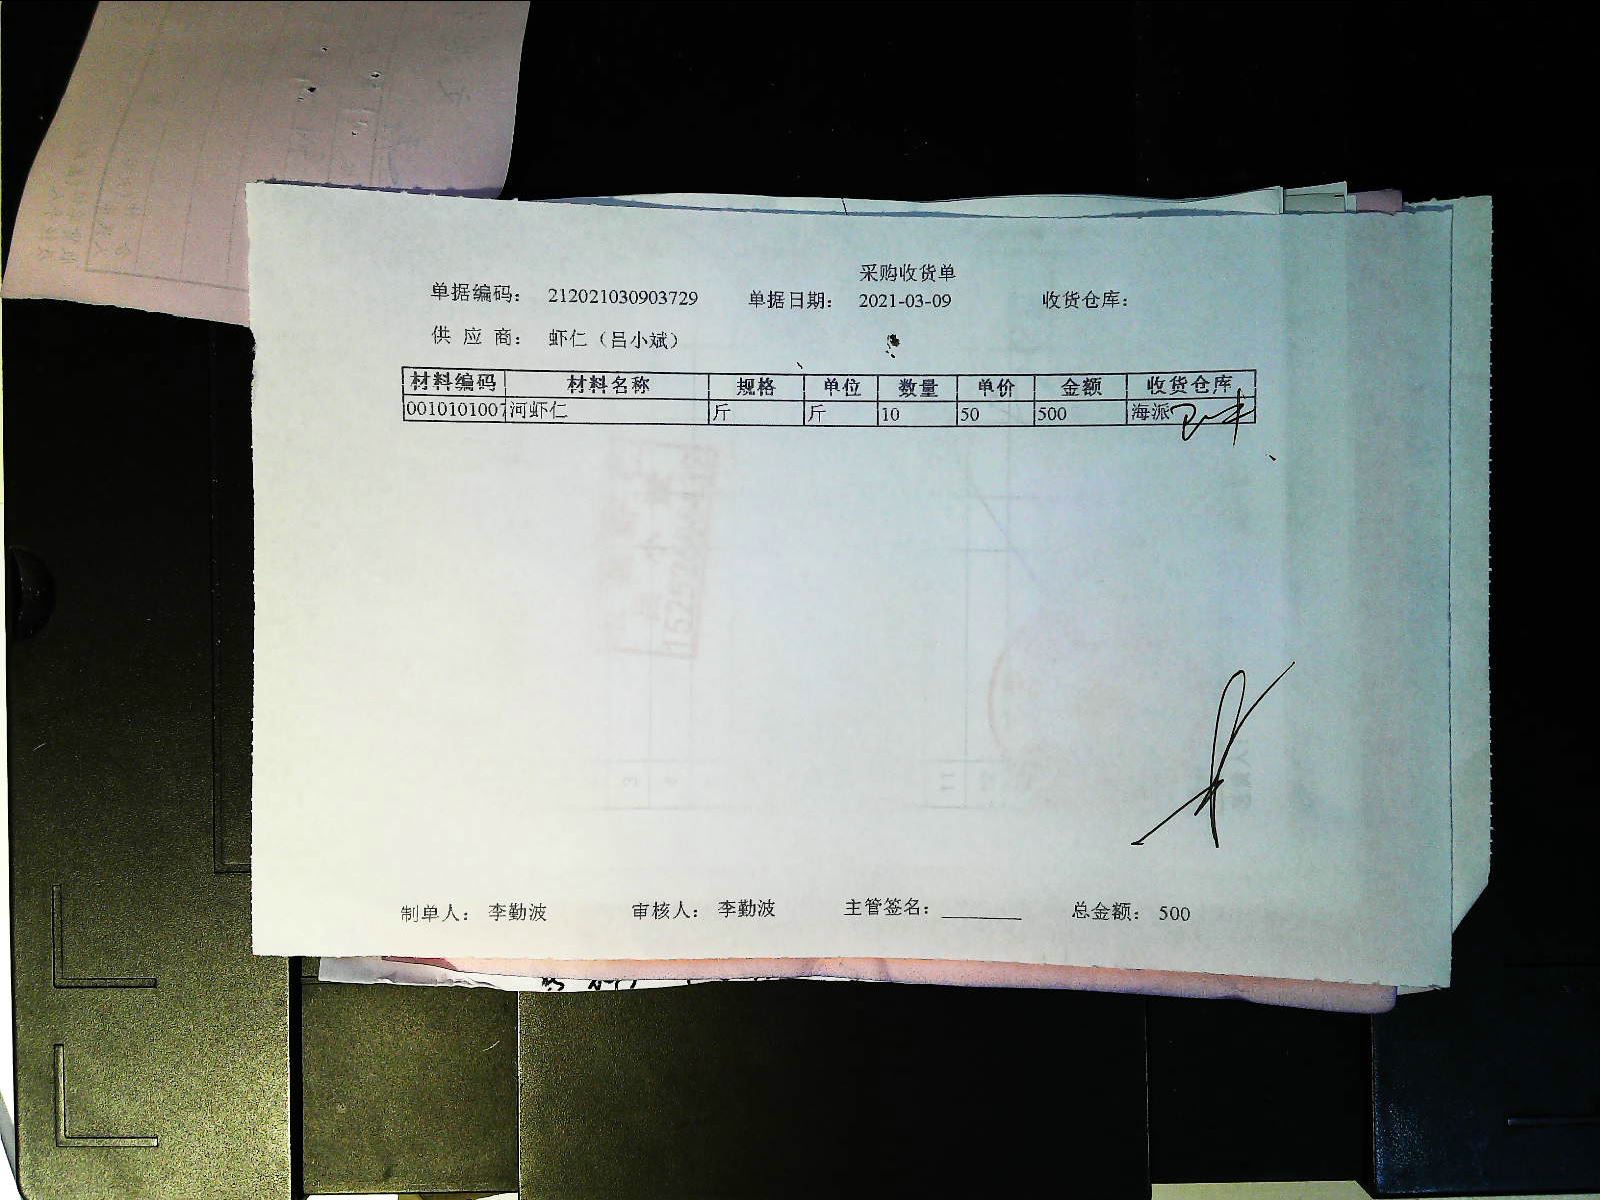 采购收货单
单据编码： 212021030903729 单据日期： 2021-03-09 收货仓库：
供 应 商： 虾仁（吕小斌）
材料编码 材料名称 规格 单位 数量 单价 金额 收货仓库
0010101007 河虾仁 斤 斤 10 50 500 海派
制单人： 李勤波 审核人： 李勤波 主管签名： ________ 总金额： 500